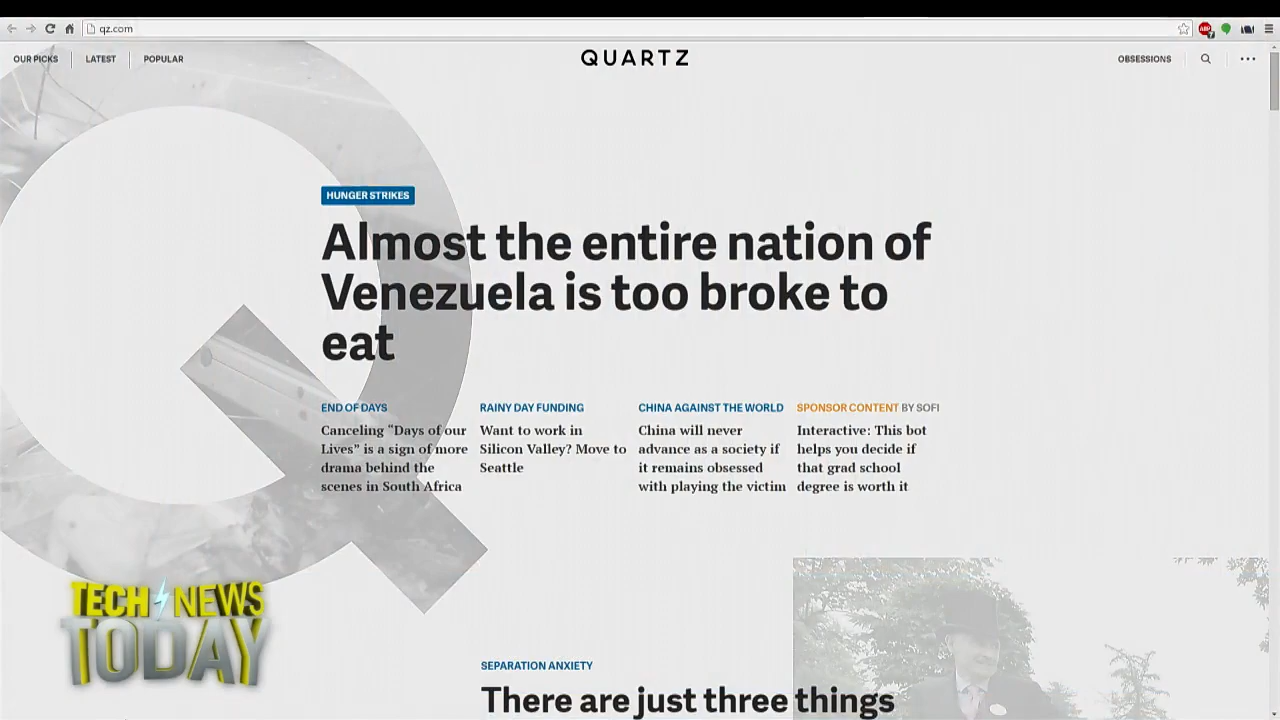 qz.com
ABP
OUR PICKS
LATEST
POPULAR
QUARTZ
OBSESSIONS
HUNGER STRIKES
Almost the entire nation of
Venezuela is too broke to
eat
END OF DAYS
Canceling “Days of our
Lives” is a sign of more
drama behind the
scenes in South Africa
RAINY DAY FUNDING
Want to work in
Silicon Valley? Move to
Seattle
CHINA AGAINST THE WORLD
China will never
advance as a society if
it remains obsessed
with playing the victim
SPONSOR CONTENT BY SOFI
Interactive: This bot
helps you decide if
that grad school
degree is worth it
TECH NEWS
TODAY
SEPARATION ANXIETY
There are just three things